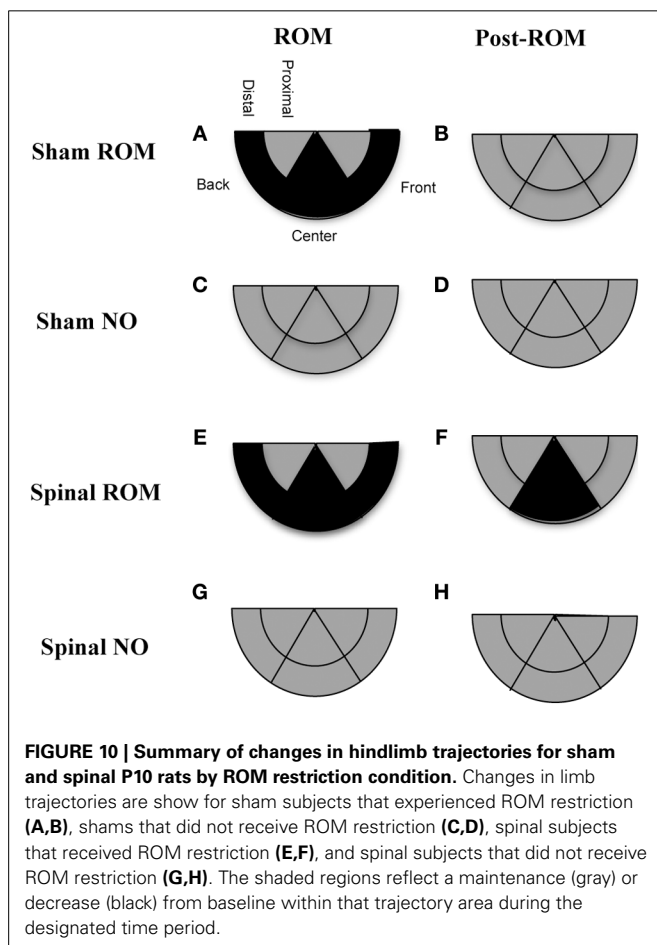 ROM
Post-ROM
Distal
Proximal
Sham ROM
A
B
Back
Front
Center
Sham NO
C
D
Spinal ROM
E
F
Spinal NO
G
H
FIGURE 10 | Summary of changes in hindlimb trajectories for sham
and spinal P10 rats by ROM restriction condition. Changes in limb
trajectories are show for sham subjects that experienced ROM restriction
(A,B), shams that did not receive ROM restriction (C,D), spinal subjects
that received ROM restriction (E,F), and spinal subjects that did not receive
ROM restriction (G,H). The shaded regions reflect a maintenance (gray) or
decrease (black) from baseline within that trajectory area during the
designated time period.